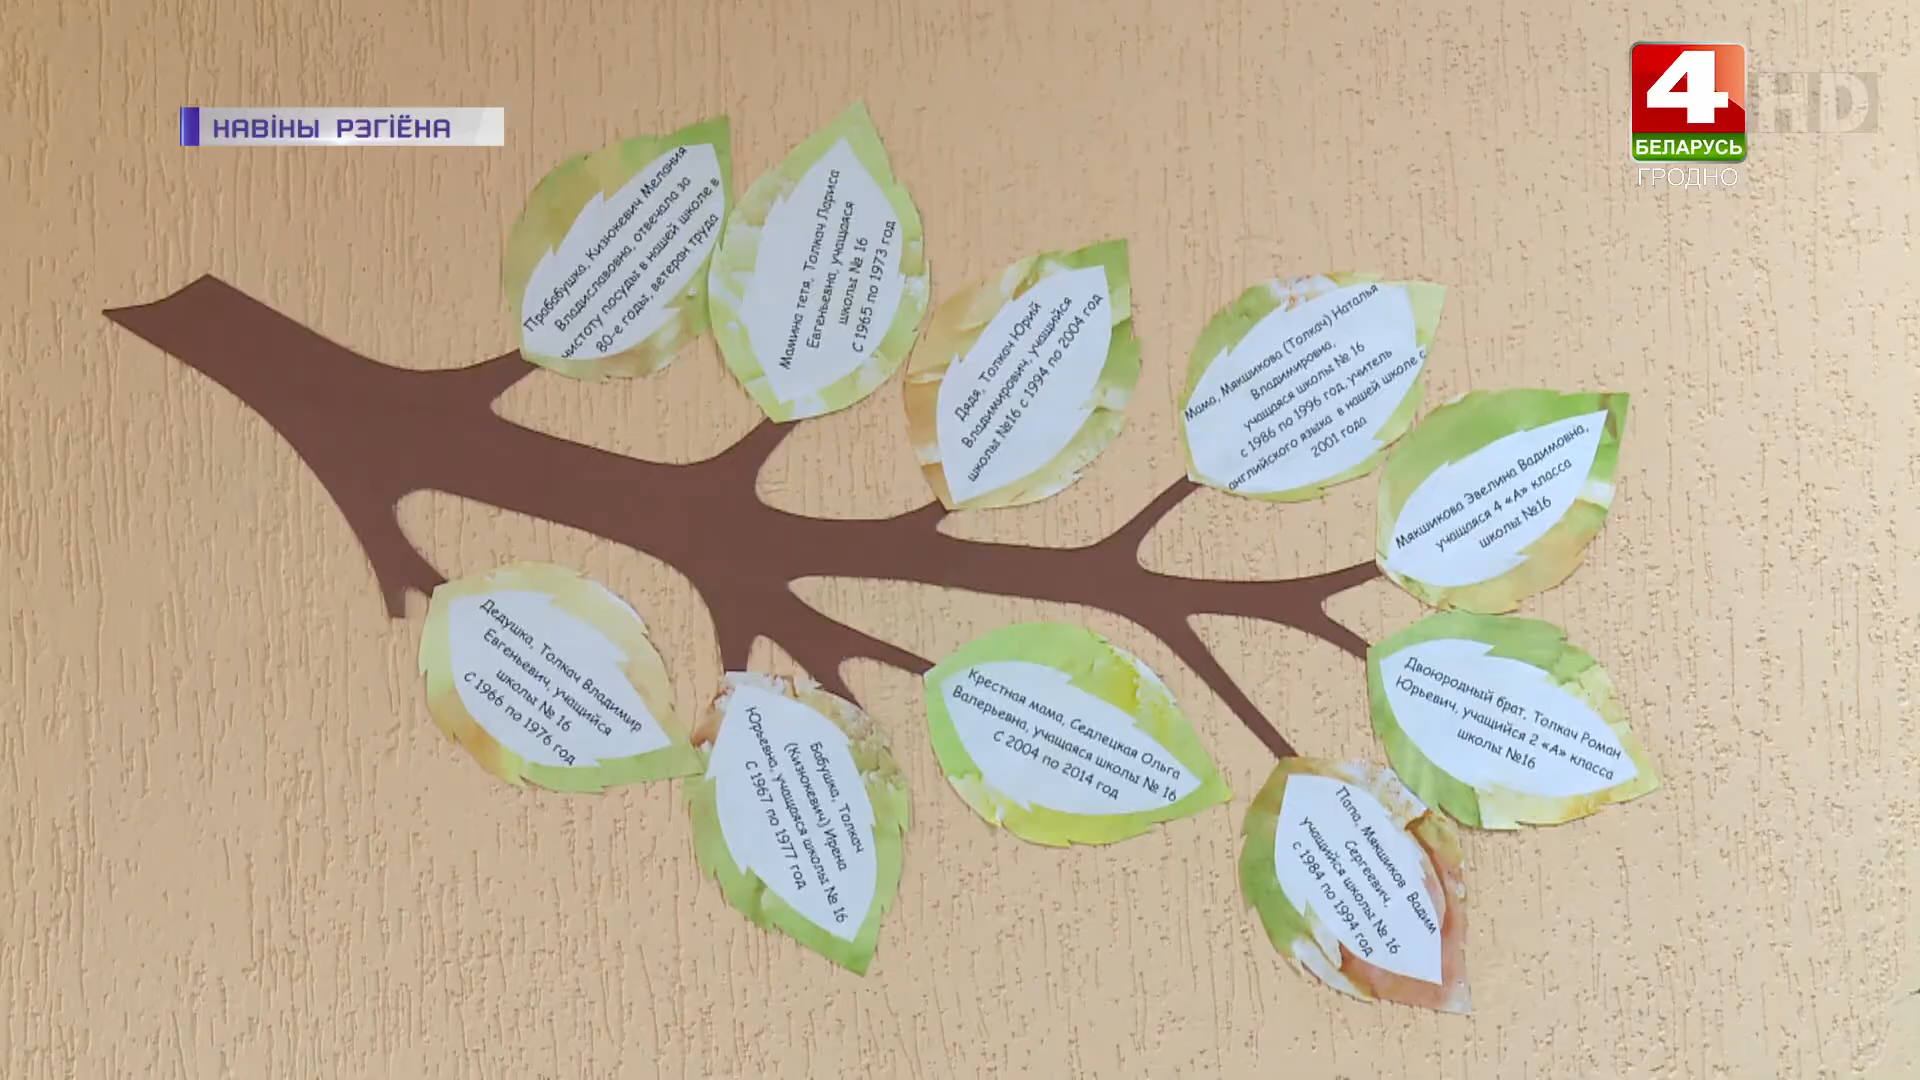 НАВІНЫ РЭГІЁНА
4 HD
БЕЛАРУСЬ
ГРОДНО
Прабабушка, Кизюкевич Мелания
Владиславовна, отвечала за
чистоту посуды в нашей школе в
80-е годы, ветеран труда
Мамина тетя, Толкач Лариса
Евгеньевна, учащаяся
школы № 16
С 1965 по 1973 год
Дядя, Толкач Юрий
Владимирович, учащийся
школы №16 с 1994 по 2004 год
Мама, Мякшикова (Толкач) Наталья
Владимировна,
учащаяся школы № 16
с 1986 по 1996 год, учитель
английского языка в нашей школе с
2001 года
Мякшикова Эвелина Вадимовна,
учащаяся 4 «А» класса
школы №16
Дедушка, Толкач Владимир
Евгеньевич, учащийся
школы № 16
С 1966 по 1976 год
Бабушка, Толкач
(Кизюкевич) Ирена
Юрьевна, учащаяся школы № 16
С 1967 по 1977 год
Крестная мама, Седлецкая Ольга
Валерьевна, учащаяся школы № 16
С 2004 по 2014 год
Двоюродный брат, Толкач Роман
Юрьевич, учащий 2 «А» класса
школы №16
Папа, Мякшиков Вадим
Сергеевич,
учащийся школы № 16
с 1984 по 1994 год